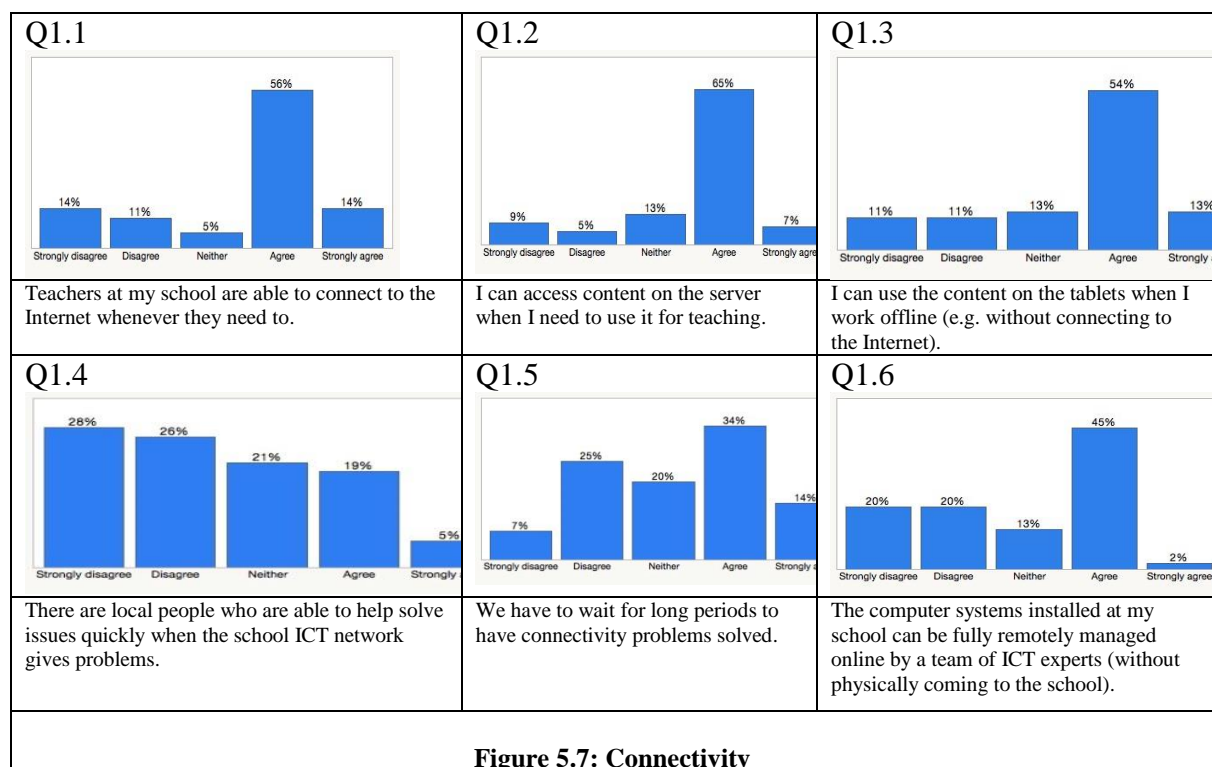 Q1.1
14%
11%
5%
56%
14%
Strongly disagree Disagree Neither Agree Strongly agree
Teachers at my school are able to connect to the
Internet whenever they need to.
Q1.2
9%
5%
13%
65%
7%
Strongly disagree Disagree Neither Agree Strongly agre
I can access content on the server
when I need to use it for teaching.
Q1.3
11%
11%
13%
54%
13%
Strongly disagree Disagree Neither Agree Strongly
I can use the content on the tablets when I
work offline (e.g. without connecting to
the Internet).
Q1.4
28%
26%
21%
19%
5%
Strongly disagree Disagree Neither Agree Strongly
There are local people who are able to help solve
issues quickly when the school ICT network
gives problems.
Q1.5
7%
25%
20%
34%
14%
Strongly disagree Disagree Neither Agree Strongly
We have to wait for long periods to
have connectivity problems solved.
Q1.6
20%
20%
13%
45%
2%
Strongly disagree Disagree Neither Agree Strongly agree
The computer systems installed at my
school can be fully remotely managed
online by a team of ICT experts (without
physically coming to the school).
Figure 5.7: Connectivity